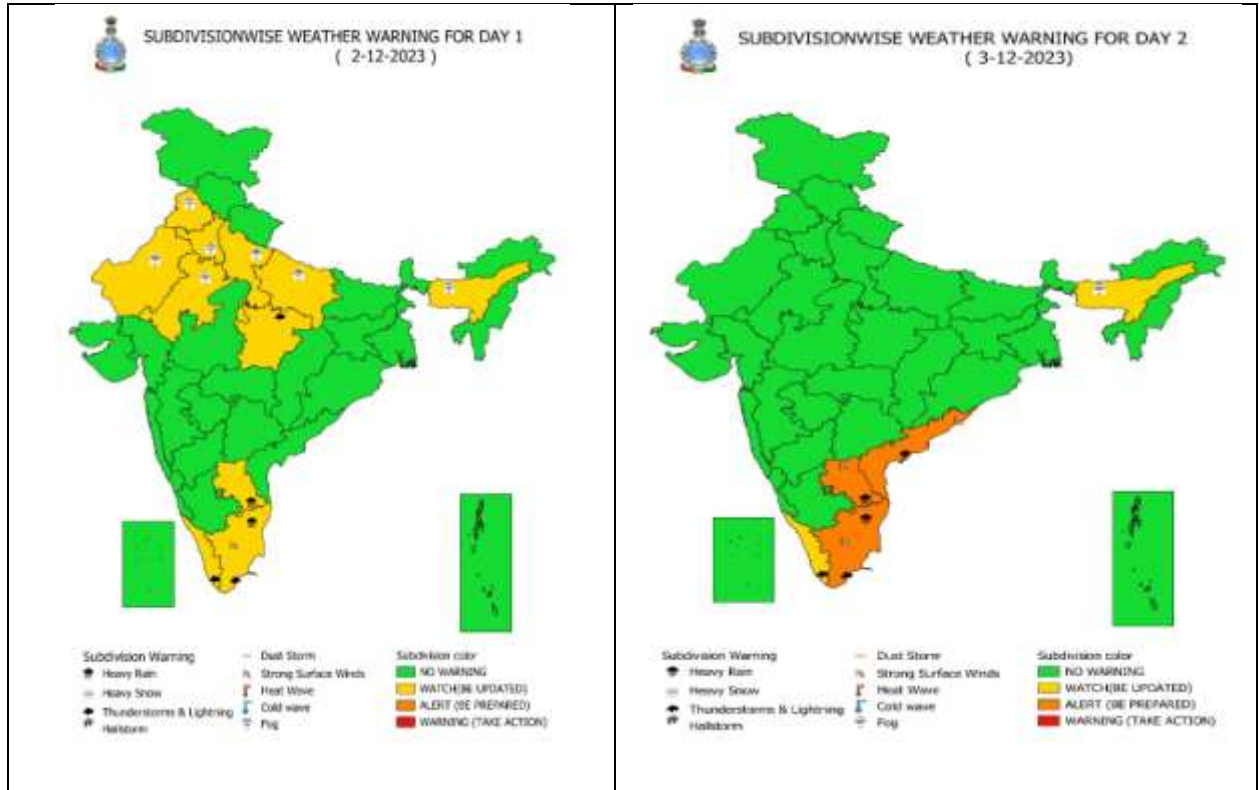 SUBDIVISIONWISE WEATHER WARNING FOR DAY 1
( 2-12-2023 )
Subdivision Warning
Heavy Rain
Heavy Snow
Thunderstorms & Lightning
Hailstorm
Dust Storm
Strong Surface Winds
Heat Wave
Cold wave
Fog
Subdivision color
NO WARNING
WATCH(BE UPDATED)
ALERT (BE PREPARED)
WARNING (TAKE ACTION)
SUBDIVISIONWISE WEATHER WARNING FOR DAY 2
( 3-12-2023)
Subdivision Warning
Heavy Rain
Heavy Snow
Thunderstorms & Lightning
Hailstorm
Dust Storm
Strong Surface Winds
Heat Wave
Cold wave
Fog
Subdivision color
NO WARNING
WATCH(BE UPDATED)
ALERT (BE PREPARED)
WARNING (TAKE ACTION)